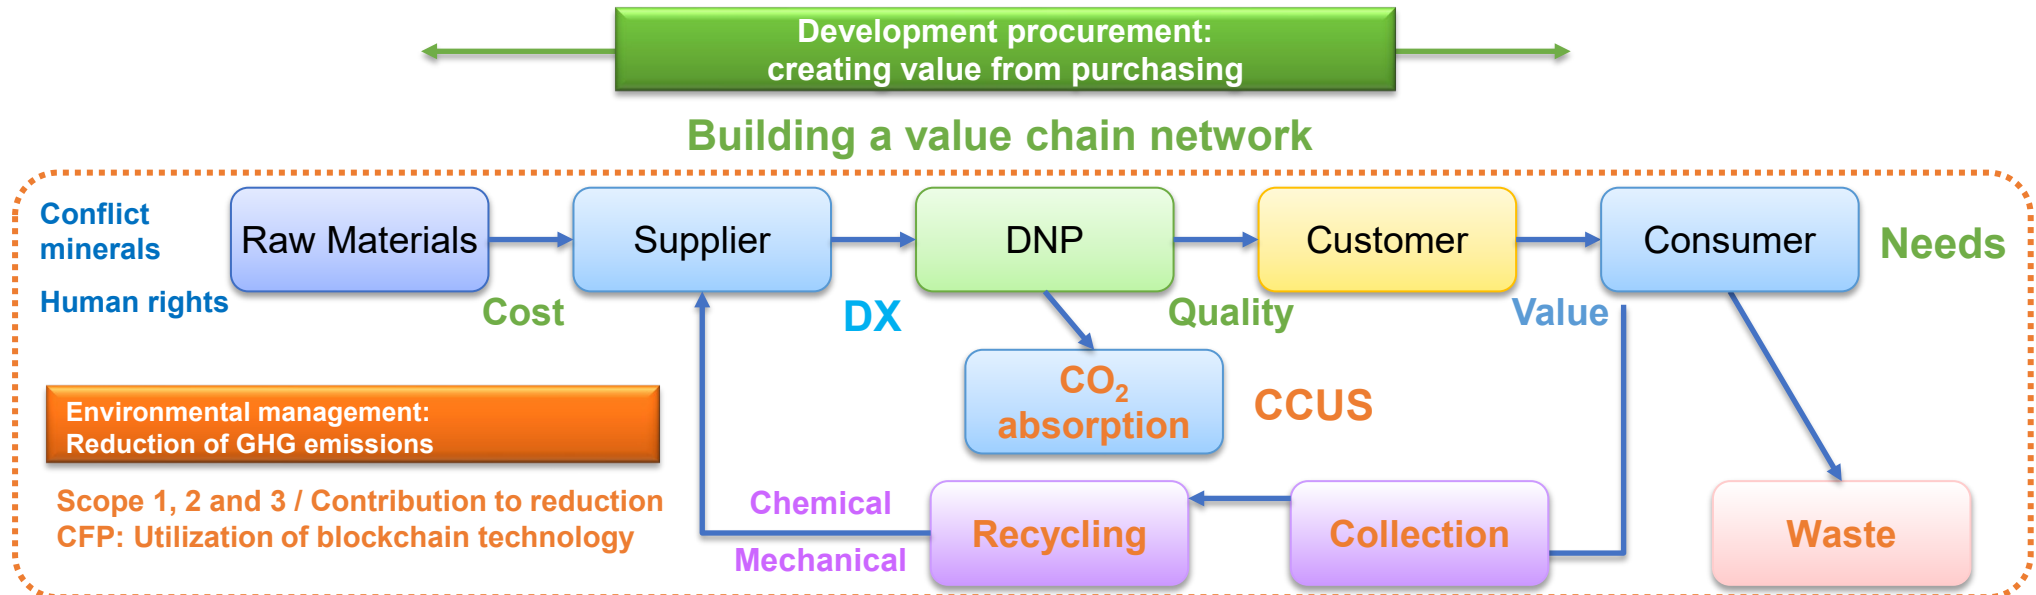 Development procurement:
creating value from purchasing
Building a value chain network
Conflict
minerals
Human rights
Raw Materials
Supplier
DNP
Customer
Consumer
Needs
Cost
DX
Quality
Value
CO₂
absorption
CCUS
Environmental management:
Reduction of GHG emissions
Scope 1, 2 and 3 / Contribution to reduction
CFP: Utilization of blockchain technology
Chemical
Mechanical
Recycling
Collection
Waste